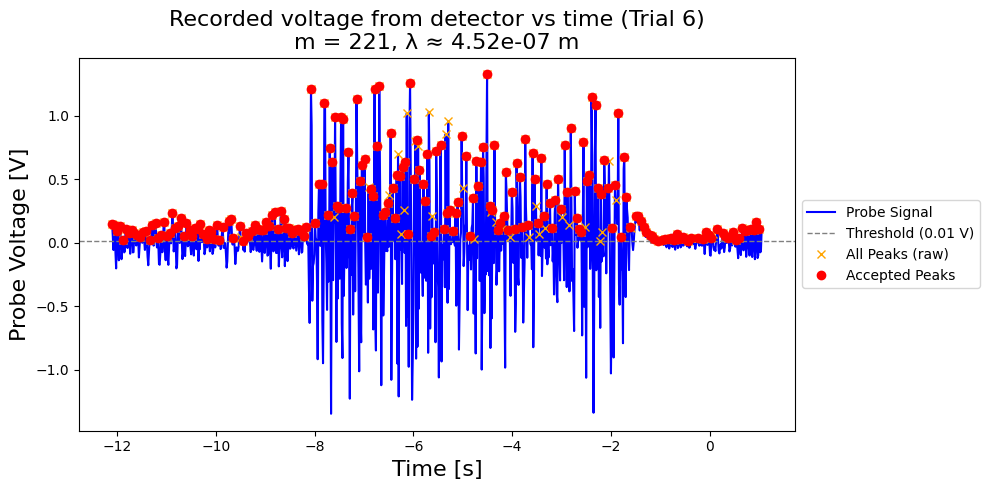 Recorded voltage from detector vs time (Trial 6)
m = 221, λ ≈ 4.52e-07 m
Probe Voltage [V]
1.0
0.5
0.0
−0.5
−1.0
−12
−10
−8
−6
−4
−2
0
Time [s]
Probe Signal
Threshold (0.01 V)
All Peaks (raw)
Accepted Peaks